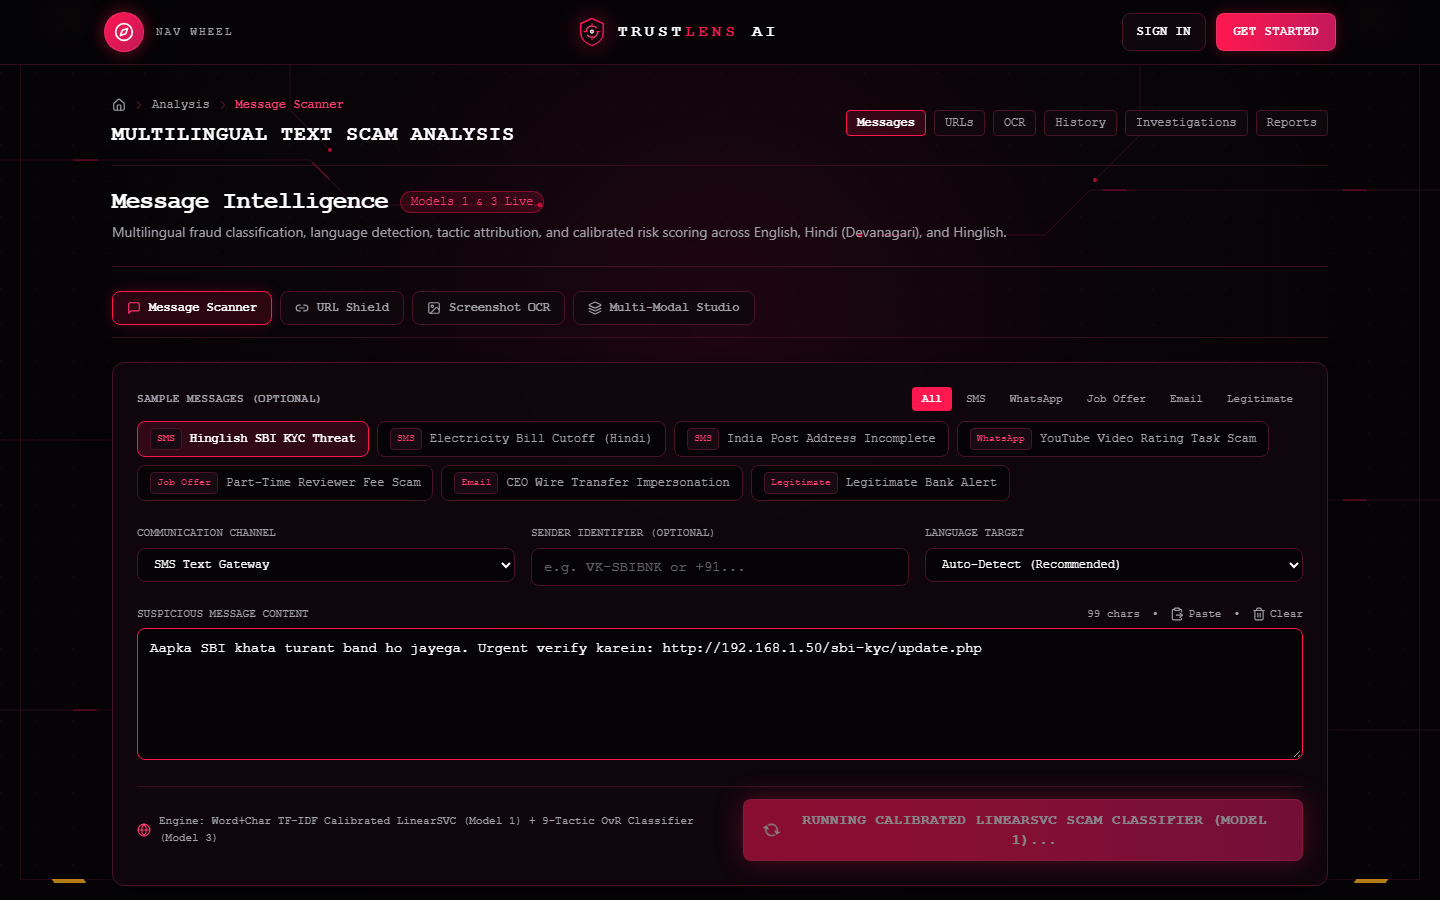 NAV WHEEL
TRUSTLENS AI
SIGN IN
GET STARTED
Analysis
Message Scanner
MULTILINGUAL TEXT SCAM ANALYSIS
Messages
URLs
OCR
History
Investigations
Reports
Message Intelligence
Models 1 & 3 Live
Multilingual fraud classification, language detection, tactic attribution, and calibrated risk scoring across English, Hindi (Devanagari), and Hinglish.
Message Scanner
URL Shield
Screenshot OCR
Multi-Modal Studio
SAMPLE MESSAGES (OPTIONAL)
All
SMS
WhatsApp
Job Offer
Email
Legitimate
SMS Hinglish SBI KYC Threat
SMS Electricity Bill Cutoff (Hindi)
SMS India Post Address Incomplete
WhatsApp YouTube Video Rating Task Scam
Job Offer Part-Time Reviewer Fee Scam
Email CEO Wire Transfer Impersonation
Legitimate Legitimate Bank Alert
COMMUNICATION CHANNEL
SENDER IDENTIFIER (OPTIONAL)
LANGUAGE TARGET
SMS Text Gateway
e.g. VK-SBIBNK or +91...
Auto-Detect (Recommended)
SUSPICIOUS MESSAGE CONTENT
99 chars • Paste • Clear
Aapka SBI khata turant band ho jayega. Urgent verify karein: http://192.168.1.50/sbi-kyc/update.php
Engine: Word+Char TF-IDF Calibrated LinearSVC (Model 1) + 9-Tactic OvR Classifier
(Model 3)
RUNNING CALIBRATED LINEARSVC SCAM CLASSIFIER (MODEL
1)...